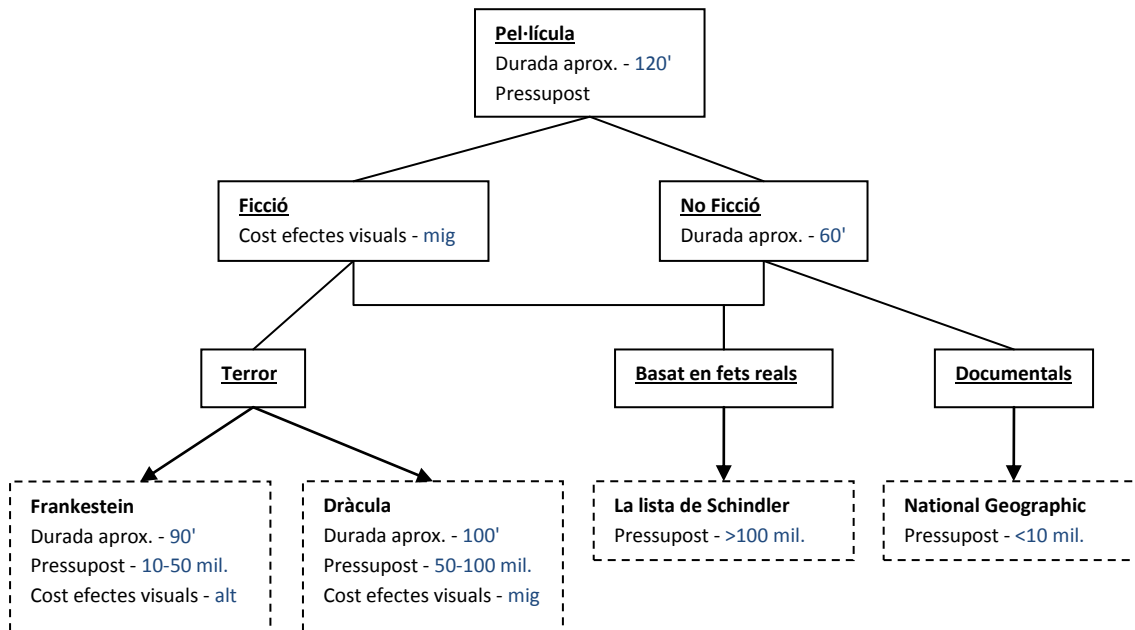 Pel·lícula
Durada aprox. - 120'
Pressupost
Ficció
Cost efectes visuals - mig
No Ficció
Durada aprox. - 60'
Terror
Basat en fets reals
Documentals
Frankestein
Durada aprox. - 90'
Pressupost - 10-50 mil.
Cost efectes visuals - alt
Dràcula
Durada aprox. - 100'
Pressupost - 50-100 mil.
Cost efectes visuals - mig
La lista de Schindler
Pressupost - >100 mil.
National Geographic
Pressupost - <10 mil.